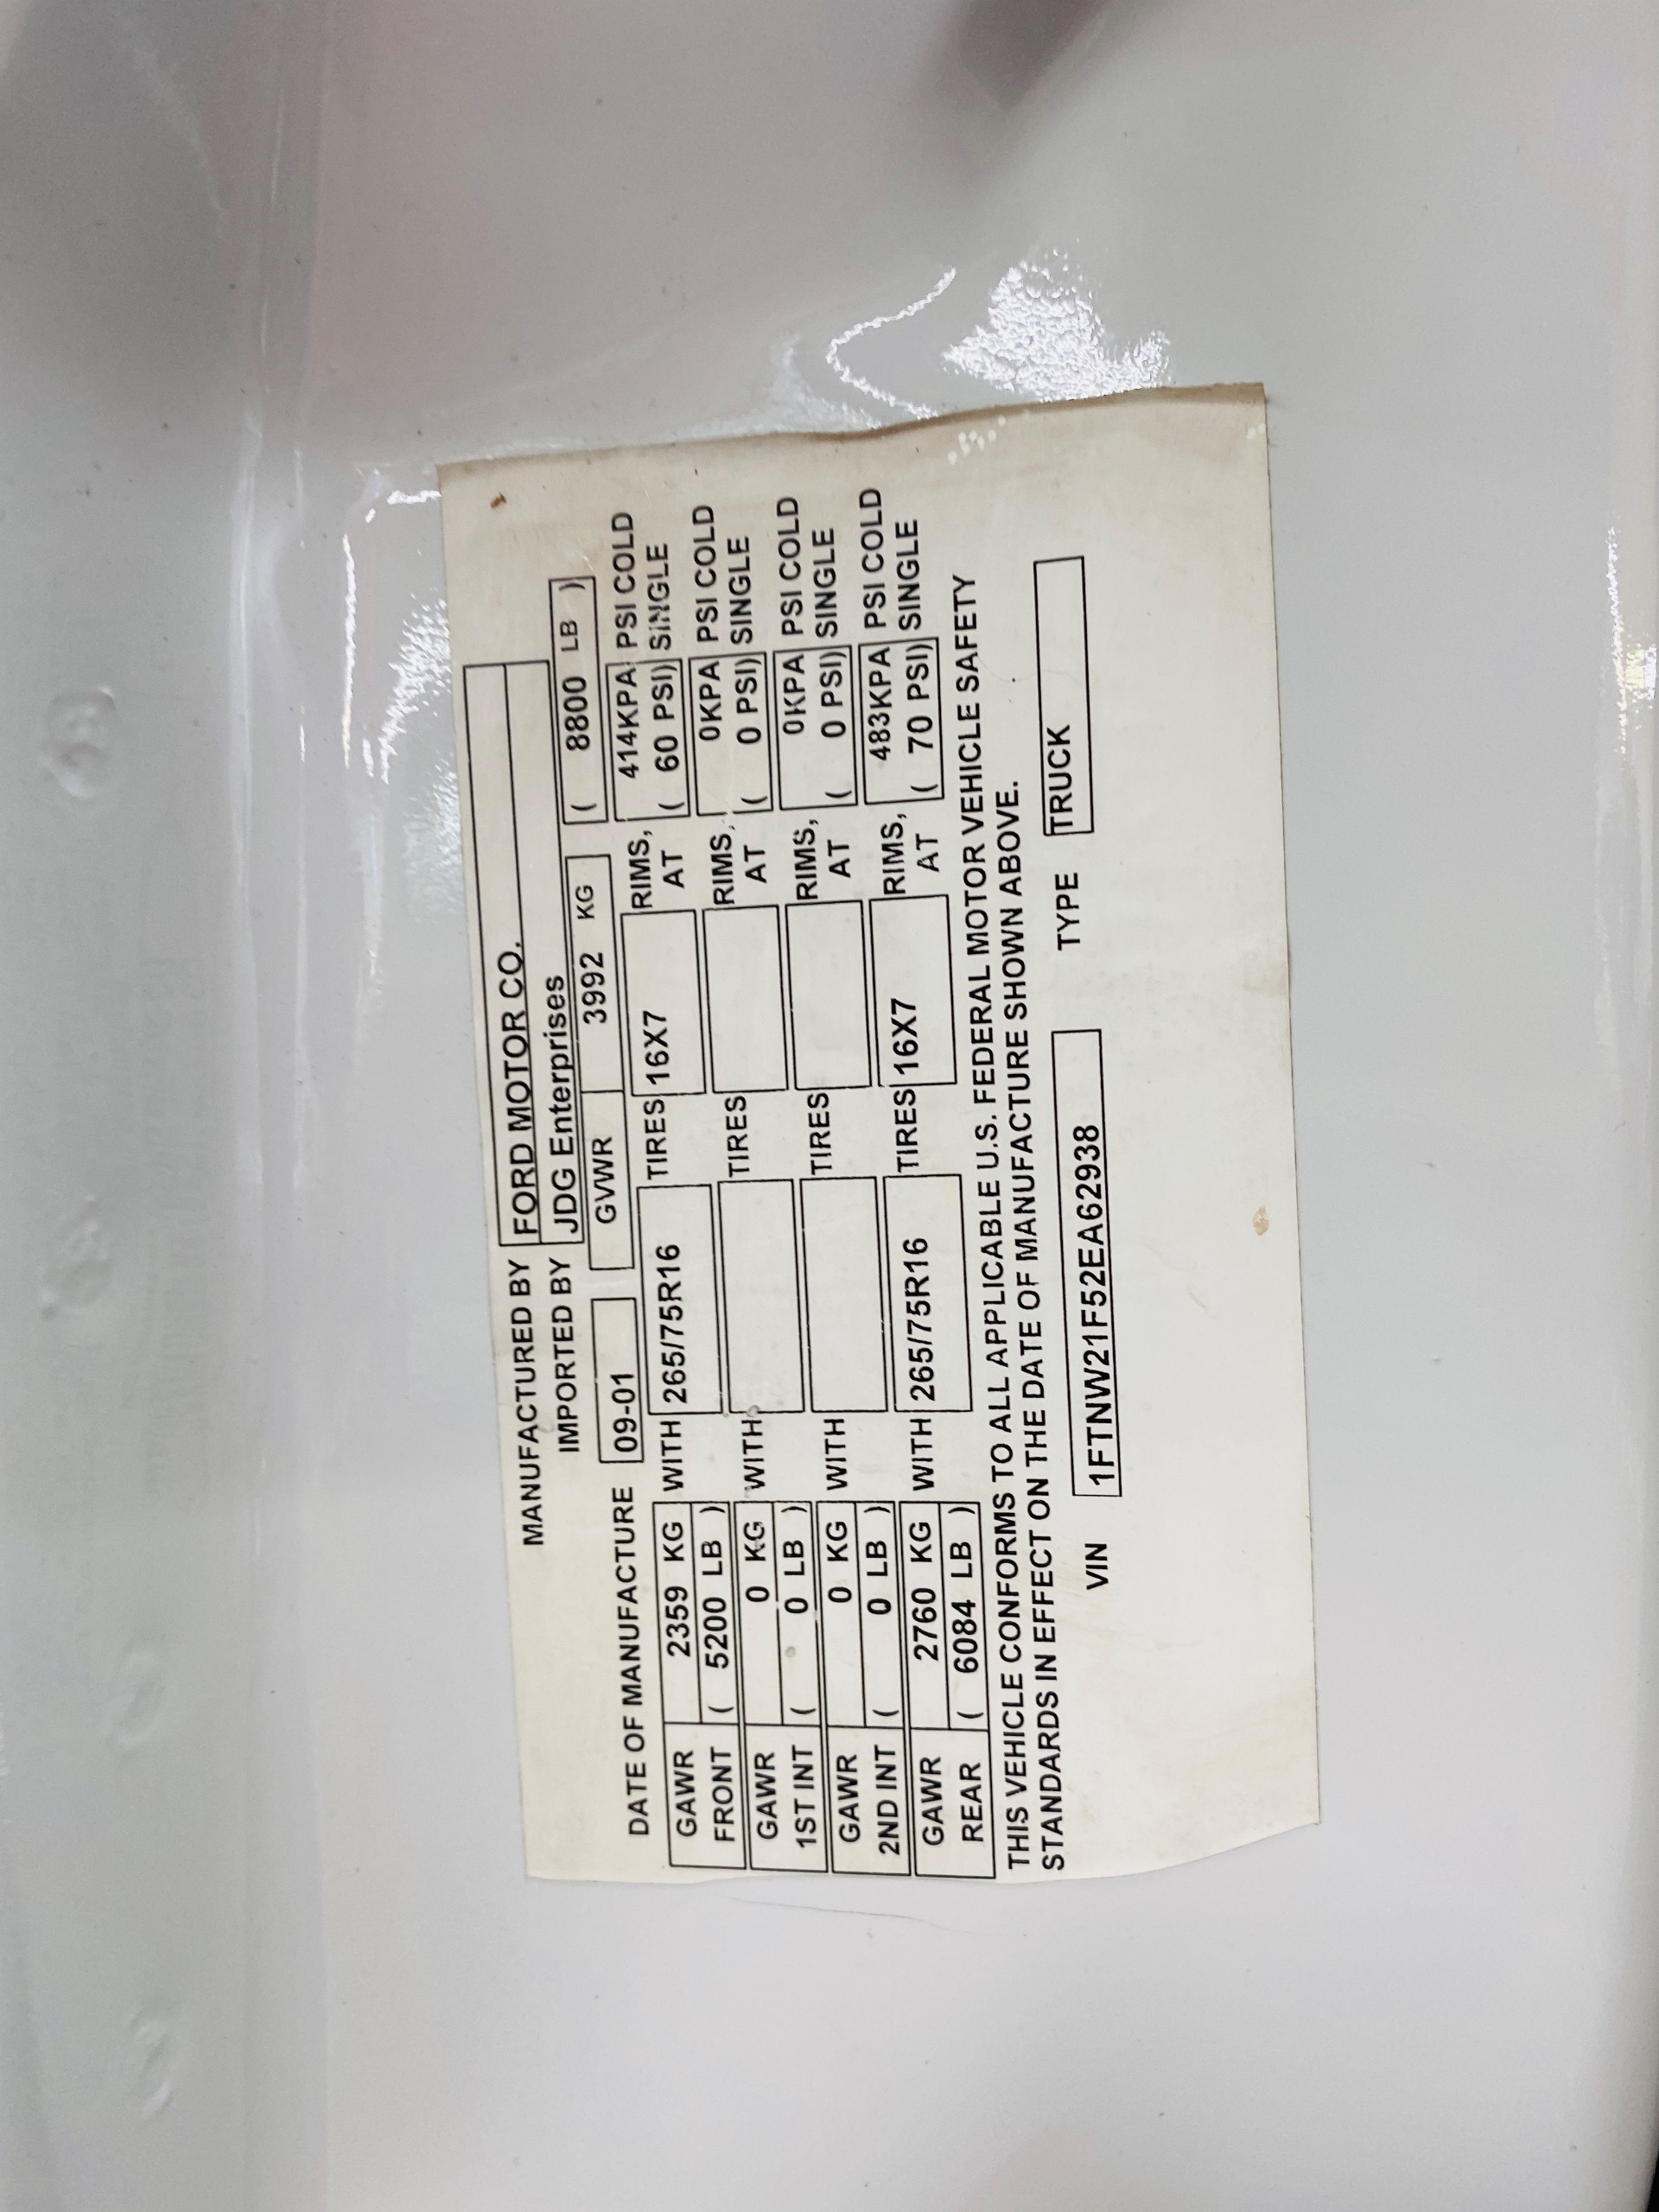 MANUFACTURED BY FORD MOTOR CO.
IMPORTED BY JDG Enterprises
DATE OF MANUFACTURE 09-01 GVWR 3992 KG ( 8800 LB )
GAWR 2359 KG WITH 265/75R16 TIRES 16X7 RIMS, 414KPA PSI COLD
FRONT ( 5200 LB ) AT ( 60 PSI) SINGLE
GAWR 0 KG WITH TIRES RIMS, 0KPA PSI COLD
1ST INT ( 0 LB ) AT ( 0 PSI) SINGLE
GAWR 0 KG WITH TIRES RIMS, 0KPA PSI COLD
2ND INT ( 0 LB ) AT ( 0 PSI) SINGLE
GAWR 2760 KG WITH 265/75R16 TIRES 16X7 RIMS, 483KPA PSI COLD
REAR ( 6084 LB ) AT ( 70 PSI) SINGLE
THIS VEHICLE CONFORMS TO ALL APPLICABLE U.S. FEDERAL MOTOR VEHICLE SAFETY
STANDARDS IN EFFECT ON THE DATE OF MANUFACTURE SHOWN ABOVE.
VIN 1FTNW21F52EA62938 TYPE TRUCK